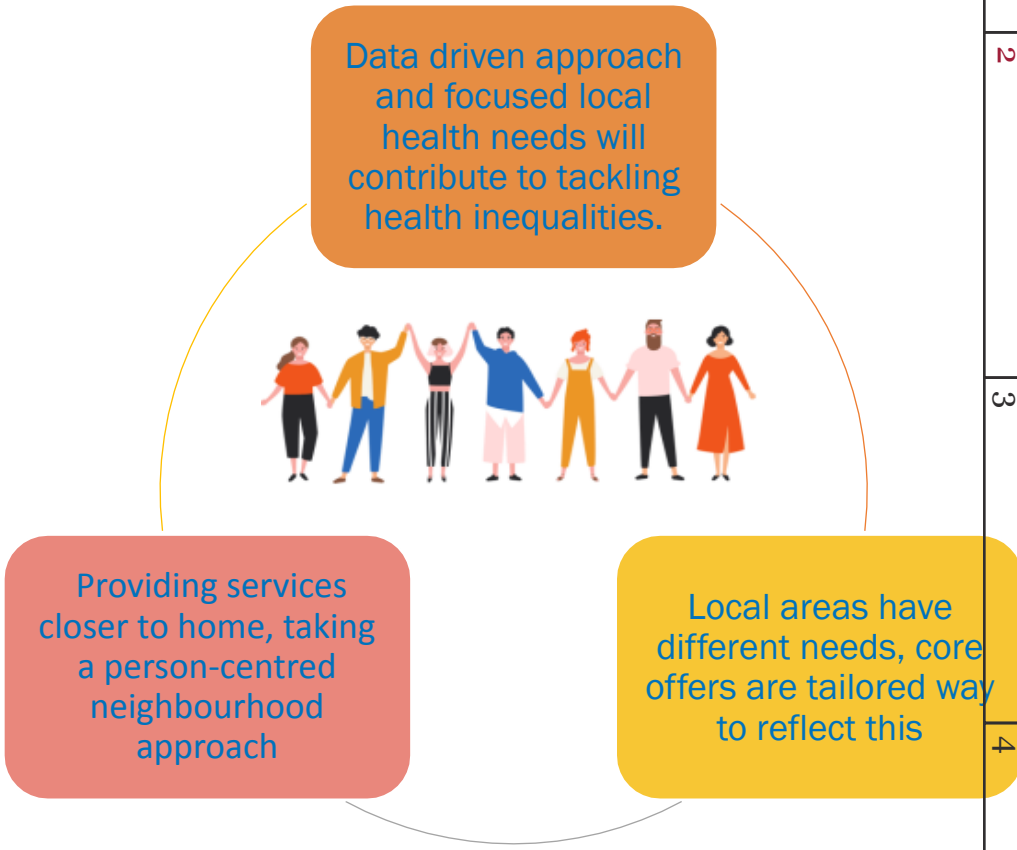 Data driven approach
and focused local
health needs will
contribute to tackling
health inequalities.
2
3
Providing services
closer to home, taking
a person-centred
neighbourhood
approach
Local areas have
different needs, core
offers are tailored way
to reflect this
4